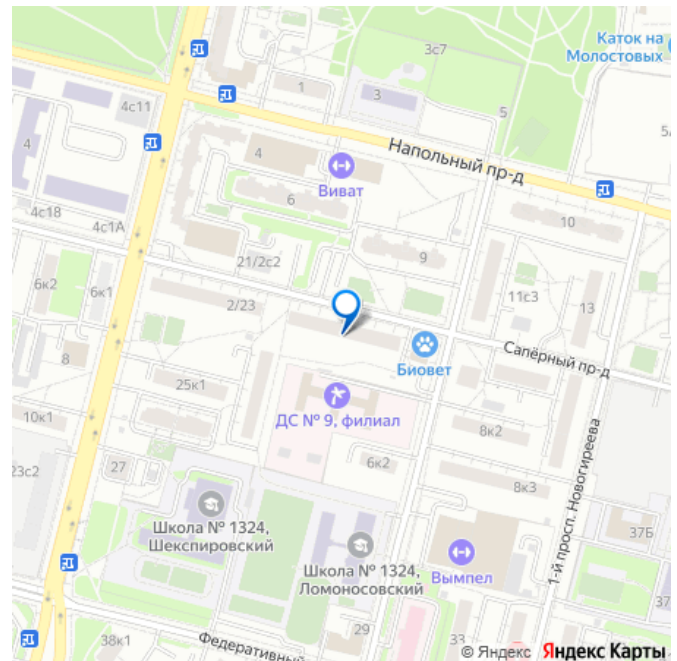 Каток на
Молостовых
3с7
1
3
5
4с11
4
Напольный пр-д
4
Виват
6
10
4с18
4с1А
9
21/2с2
6к2
6к1
11с3
2/23
13
Сапёрный пр-д
Биовет
8
25к1
ДС № 9, филиал
10к1
8к2
6к2
27
23с2
8к3
1-й просп. Новогиреева
37Б
Школа № 1324,
Шекспировский
Вымпел
Школа № 1324,
Ломоносовский
37
29
Федеративный
38к1
33
© Яндекс Яндекс Карты